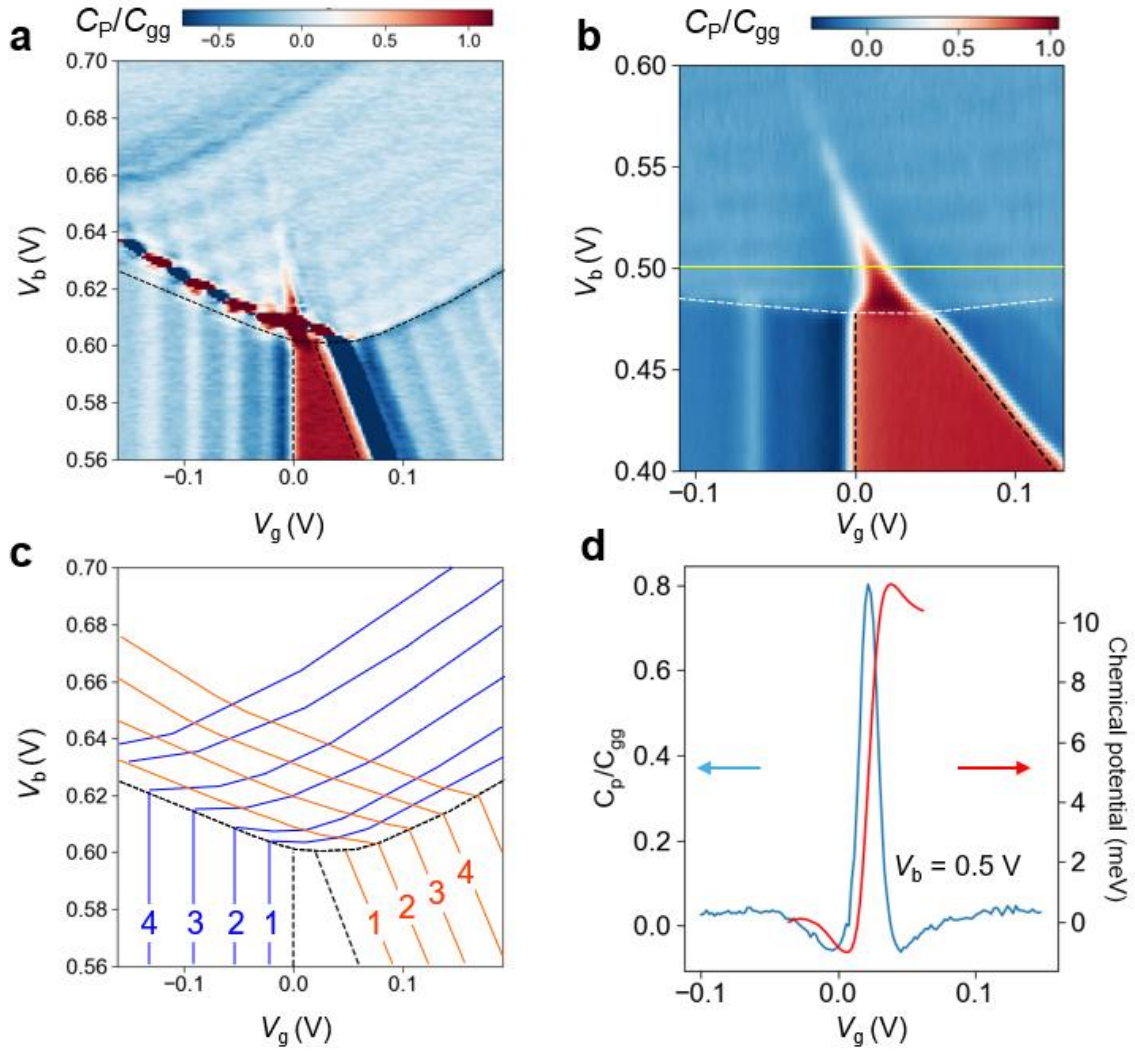 a
C_P/C_gg
−0.5 0.0 0.5 1.0
0.70
0.68
0.66
0.64
0.62
0.60
0.58
0.56
V_b (V)
−0.1 0.0 0.1
V_g (V)
b
C_P/C_gg
0.0 0.5 1.0
0.60
0.55
0.50
0.45
0.40
V_b (V)
−0.1 0.0 0.1
V_g (V)
c
0.70
0.68
0.66
0.64
0.62
0.60
0.58
0.56
V_b (V)
4 3 2 1 1 2 3 4
−0.1 0.0 0.1
V_g (V)
d
0.8
0.6
0.4
0.2
0.0
C_p/C_gg
10
8
6
4
2
0
Chemical potential (meV)
V_b = 0.5 V
−0.1 0.0 0.1
V_g (V)